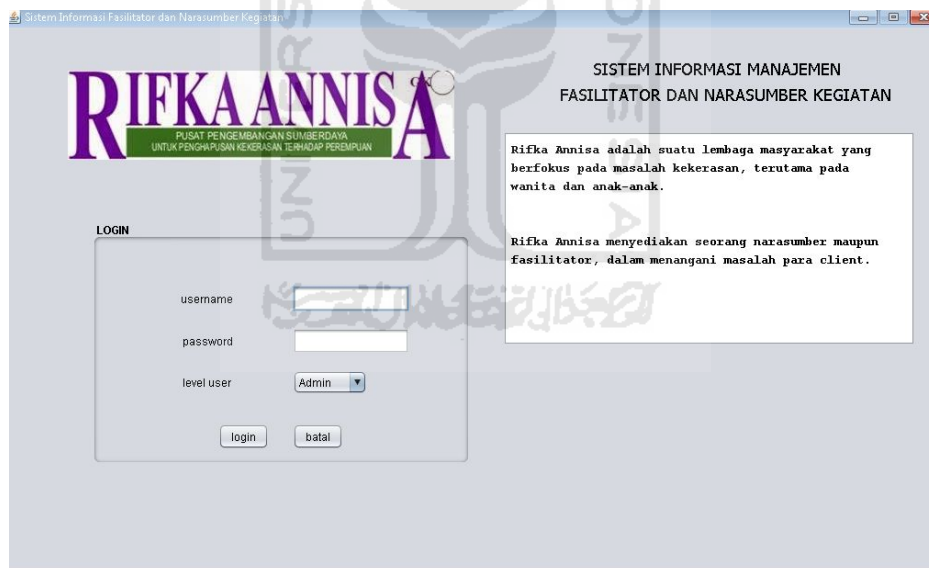 Sistem Informasi Fasilitator dan Narasumber Kegiatan
RIFKA ANNISA
PUSAT PENGEMBANGAN SUMBERDAYA
UNTUK PENGHAPUSAN KEKERASAN TERHADAP PEREMPUAN
SISTEM INFORMASI MANAJEMEN
FASILITATOR DAN NARASUMBER KEGIATAN
Rifka Annisa adalah suatu lembaga masyarakat yang
berfokus pada masalah kekerasan, terutama pada
wanita dan anak-anak.
Rifka Annisa menyediakan seorang narasumber maupun
fasilitator, dalam menangani masalah para client.
LOGIN
username
password
level user
Admin
login
batal